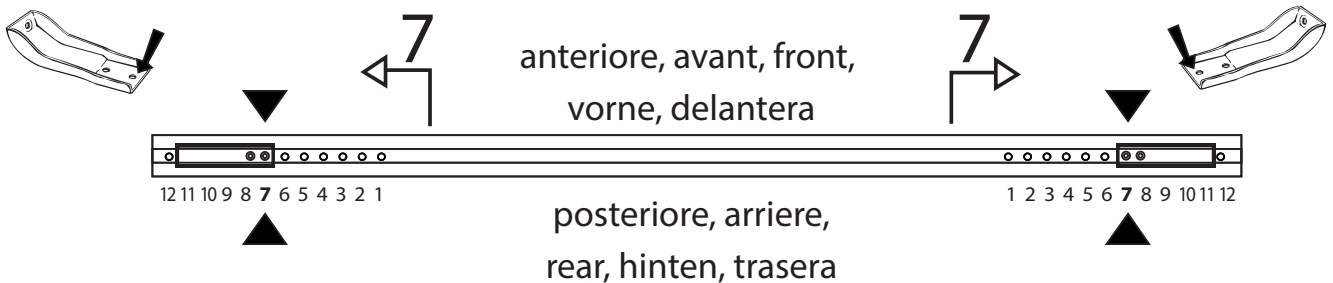 7
7
anteriore, avant, front,
vorne, delantera
12 11 10 9 8 7 6 5 4 3 2 1
1 2 3 4 5 6 7 8 9 10 11 12
posteriore, arriere,
rear, hinten, trasera